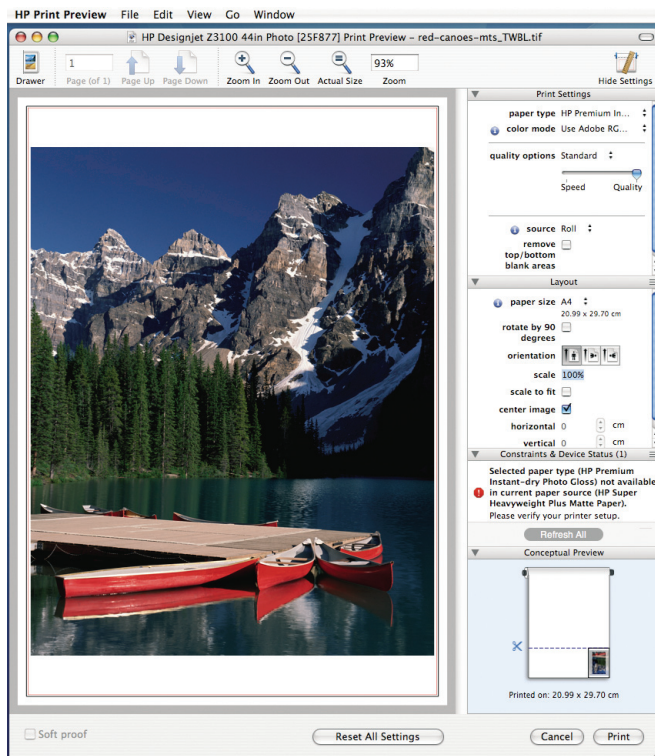 HP Print Preview File Edit View Go Window
HP Designjet Z3100 44in Photo [25F877] Print Preview – red-canoes-mts_TWBL.tif
1
93%
Drawer Page (of 1) Page Up Page Down Zoom In Zoom Out Actual Size Zoom Hide Settings
Print Settings
paper type HP Premium In...
color mode Use Adobe RG...
quality options Standard
Speed Quality
source Roll
remove
top/bottom
blank areas
Layout
paper size A4
20.99 x 29.70 cm
rotate by 90
degrees
orientation
scale 100%
scale to fit
center image
horizontal 0 cm
vertical 0 cm
Constraints & Device Status (1)
Selected paper type (HP Premium
Instant-dry Photo Gloss) not available
in current paper source (HP Super
Heavyweight Plus Matte Paper).
Please verify your printer setup.
Refresh All
Conceptual Preview
Printed on: 20.99 x 29.70 cm
Soft proof Reset All Settings Cancel Print